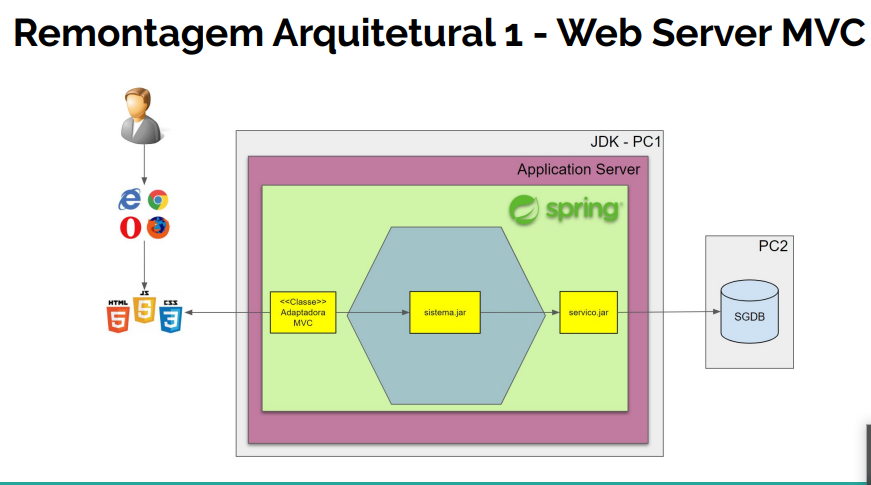 Remontagem Arquitetural 1 - Web Server MVC
JDK - PC1
Application Server
spring
PC2
HTML
JS
CSS
5
5
3
<<Classe>>
Adaptadora
MVC
sistema.jar
servico.jar
SGDB